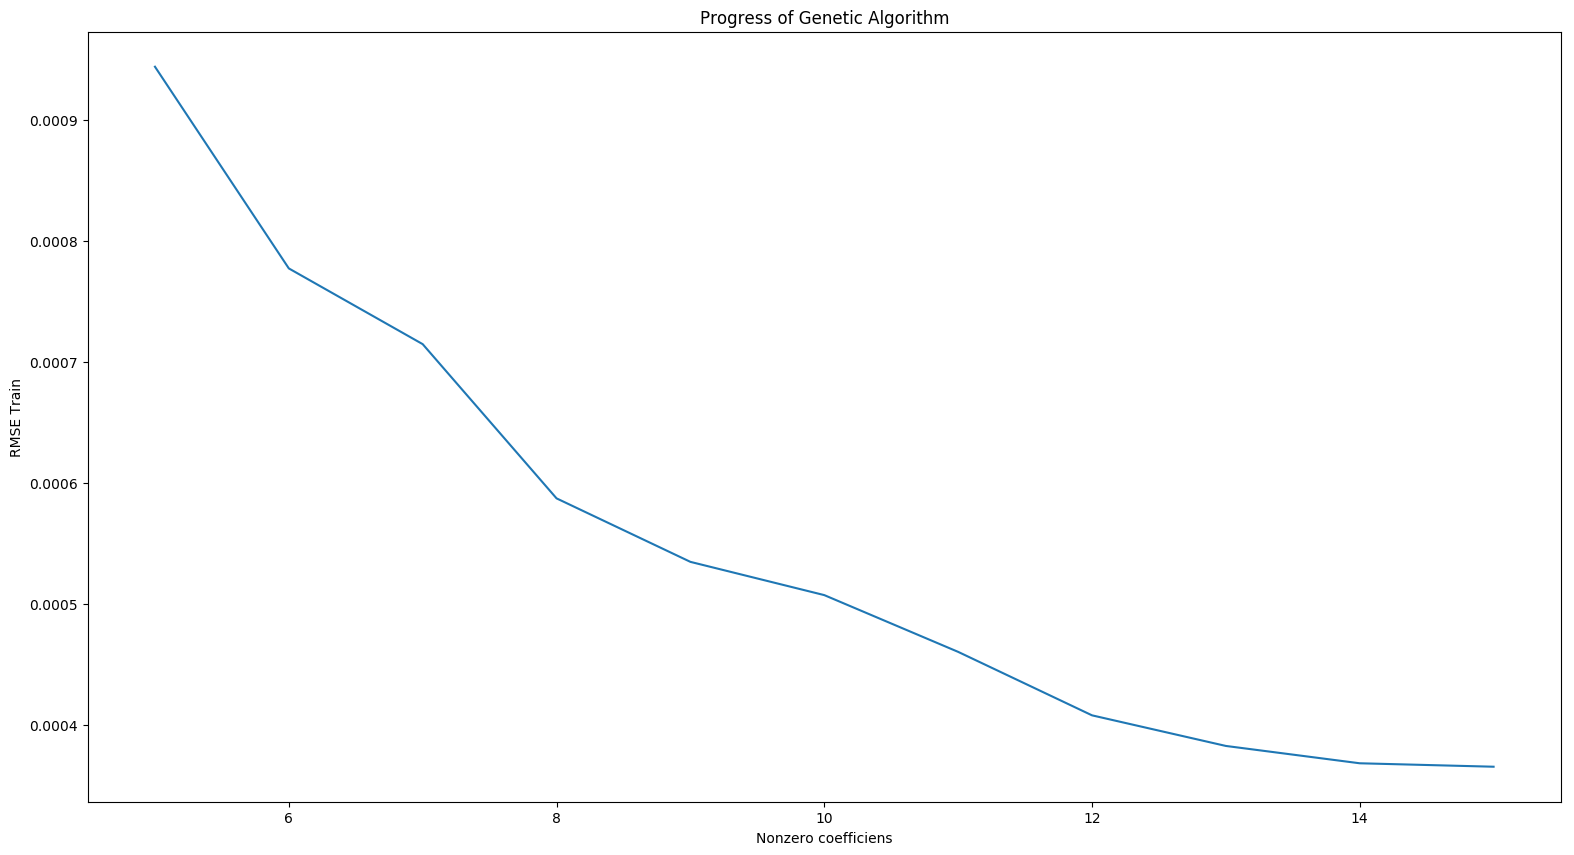 Progress of Genetic Algorithm
0.0009
0.0008
0.0007
0.0006
0.0005
0.0004
RMSE Train
6 8 10 12 14
Nonzero coefficiens